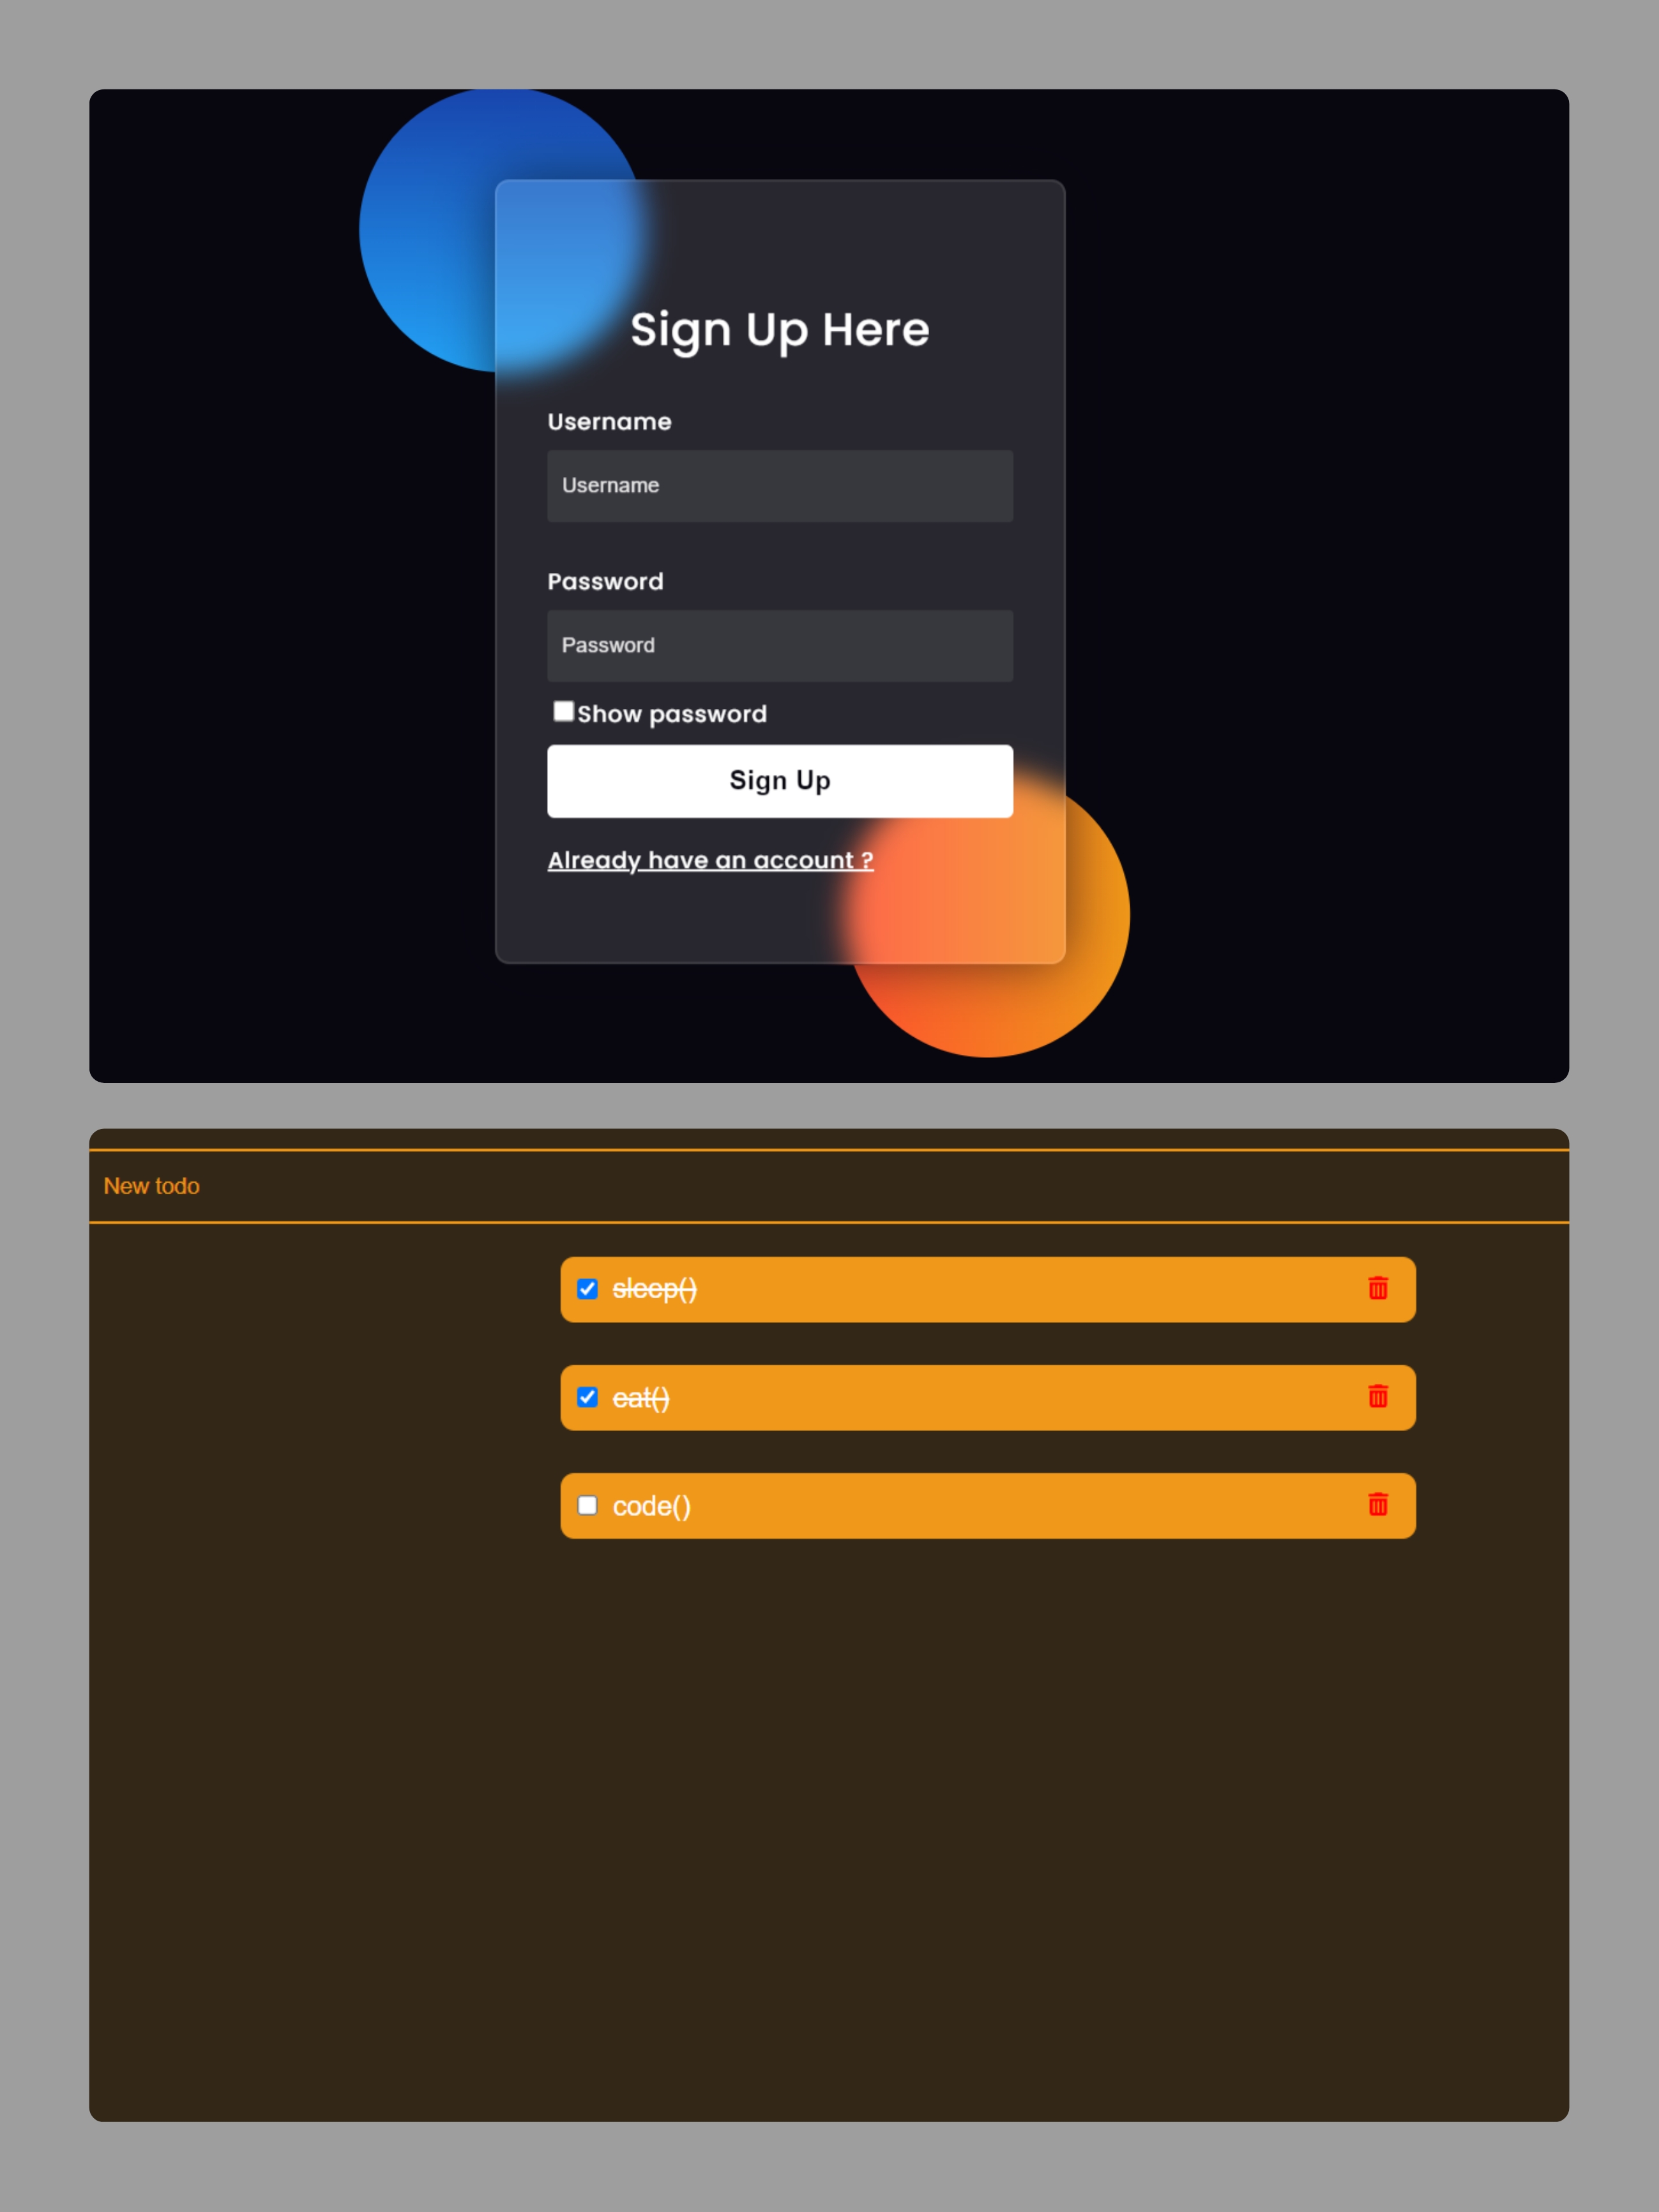 Sign Up Here
Username
Username
Password
Password
Show password
Sign Up
Already have an account ?
New todo
sleep()
eat()
code()